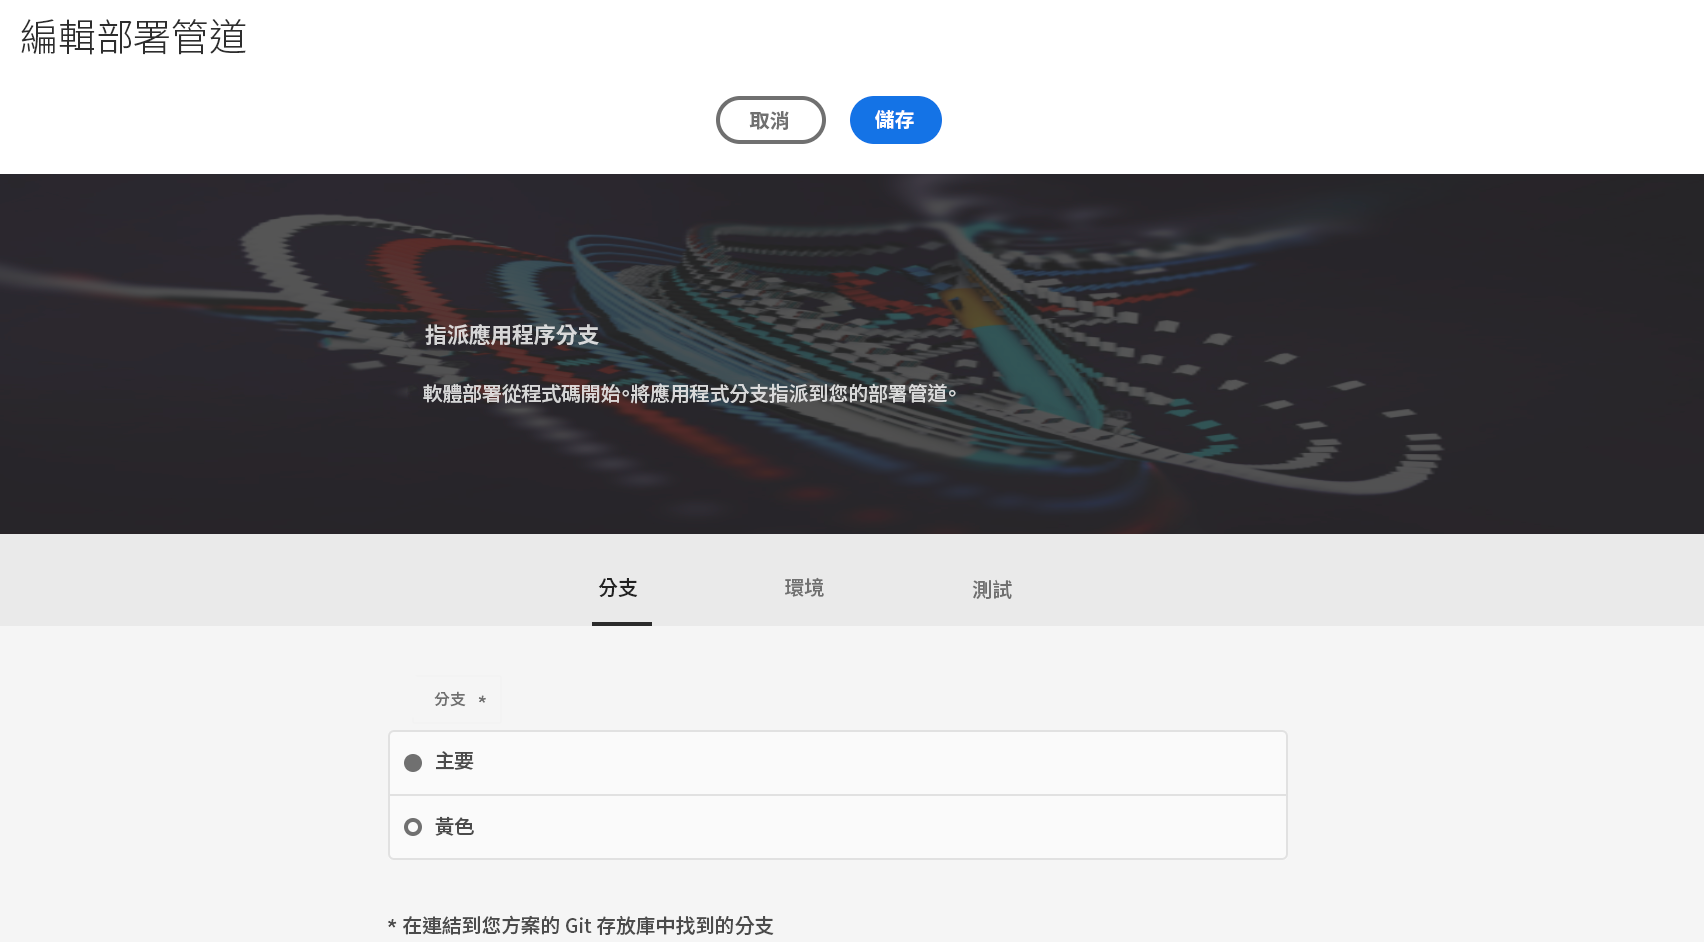 編輯部署管道
取消
儲存
指派應用程序分支
軟體部署從程式碼開始。將應用程式分支指派到您的部署管道。
分支
環境
測試
分支 *
主要
黃色
* 在連結到您方案的 Git 存放庫中找到的分支